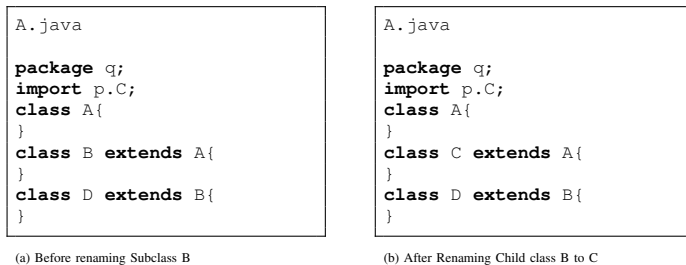 A.java
package q;
import p.C;
class A{
}
class B extends A{
}
class D extends B{
}
(a) Before renaming Subclass B
A.java
package q;
import p.C;
class A{
}
class C extends A{
}
class D extends B{
}
(b) After Renaming Child class B to C